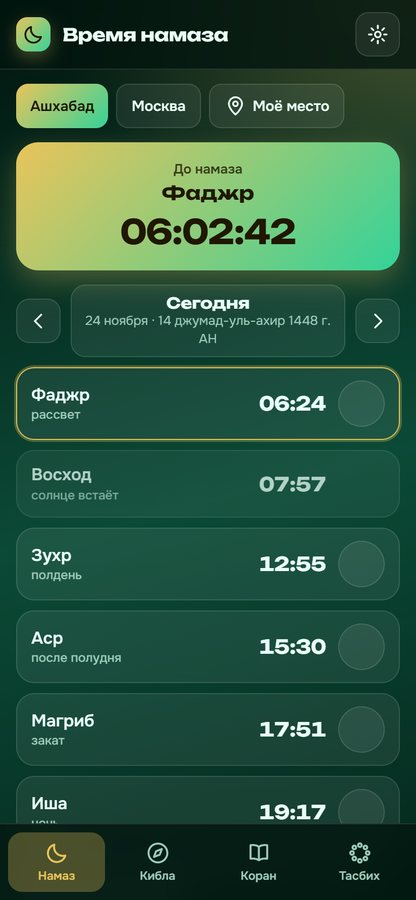 Время намаза
Ашхабад
Москва
Моё место
До намаза
Фаджр
06:02:42
Сегодня
24 ноября · 14 джумад-уль-ахир 1448 г.
АН
Фаджр
рассвет
06:24
Восход
солнце встаёт
07:57
Зухр
полдень
12:55
Аср
после полудня
15:30
Магриб
закат
17:51
Иша
ночь
19:17
Намаз
Кибла
Коран
Тасбих